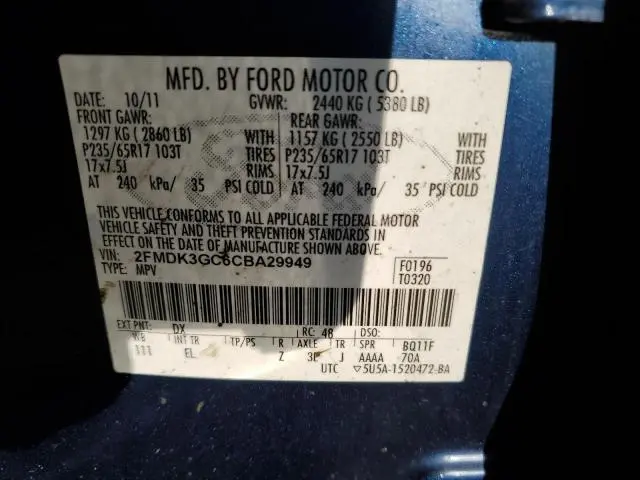 MFD. BY FORD MOTOR CO.
DATE: 10/11 GVWR: 2440 KG ( 5380 LB)
FRONT GAWR: REAR GAWR:
1297 KG ( 2860 LB) WITH 1157 KG ( 2550 LB) WITH
P235/65R17 103T TIRES P235/65R17 103T TIRES
17x7.5J RIMS 17x7.5J RIMS
AT 240 kPa/ 35 PSI COLD AT 240 kPa/ 35 PSI COLD
THIS VEHICLE CONFORMS TO ALL APPLICABLE FEDERAL MOTOR
VEHICLE SAFETY STANDARDS AND THEFT PREVENTION STANDARDS IN
EFFECT ON THE DATE OF MANUFACTURE SHOWN ABOVE.
VIN: 2FMDK3GC6CBA29949 F0196
TYPE: MPV T0320
EXT PNT: DX RC: 48 DSO:
WB INT TR TP/PS R AXLE TR SPR BQ11F
111 EL Z 3L J AAAA 70A
UTC ▽5U5A-1520472-BA